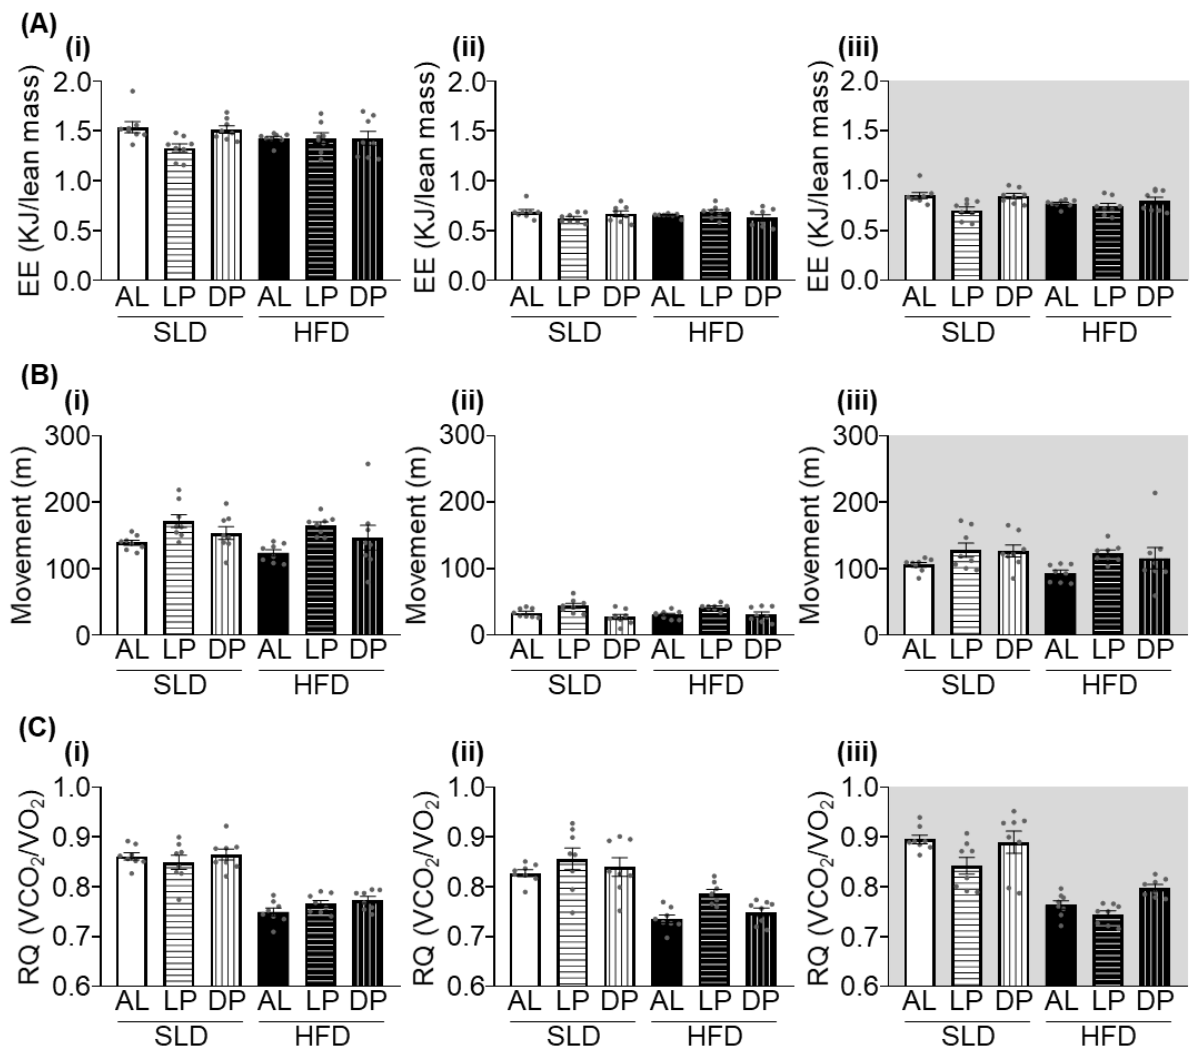 (A)
(i) (ii) (iii)
EE (KJ/lean mass) EE (KJ/lean mass) EE (KJ/lean mass)
2.0 2.0 2.0
1.5 1.5 1.5
1.0 1.0 1.0
0.5 0.5 0.5
0.0 0.0 0.0
AL LP DP AL LP DP AL LP DP AL LP DP AL LP DP AL LP DP
SLD HFD SLD HFD SLD HFD
(B)
(i) (ii) (iii)
Movement (m) Movement (m) Movement (m)
300 300 300
200 200 200
100 100 100
0 0 0
AL LP DP AL LP DP AL LP DP AL LP DP AL LP DP AL LP DP
SLD HFD SLD HFD SLD HFD
(C)
(i) (ii) (iii)
RQ (VCO₂/VO₂) RQ (VCO₂/VO₂) RQ (VCO₂/VO₂)
1.0 1.0 1.0
0.9 0.9 0.9
0.8 0.8 0.8
0.7 0.7 0.7
0.6 0.6 0.6
AL LP DP AL LP DP AL LP DP AL LP DP AL LP DP AL LP DP
SLD HFD SLD HFD SLD HFD